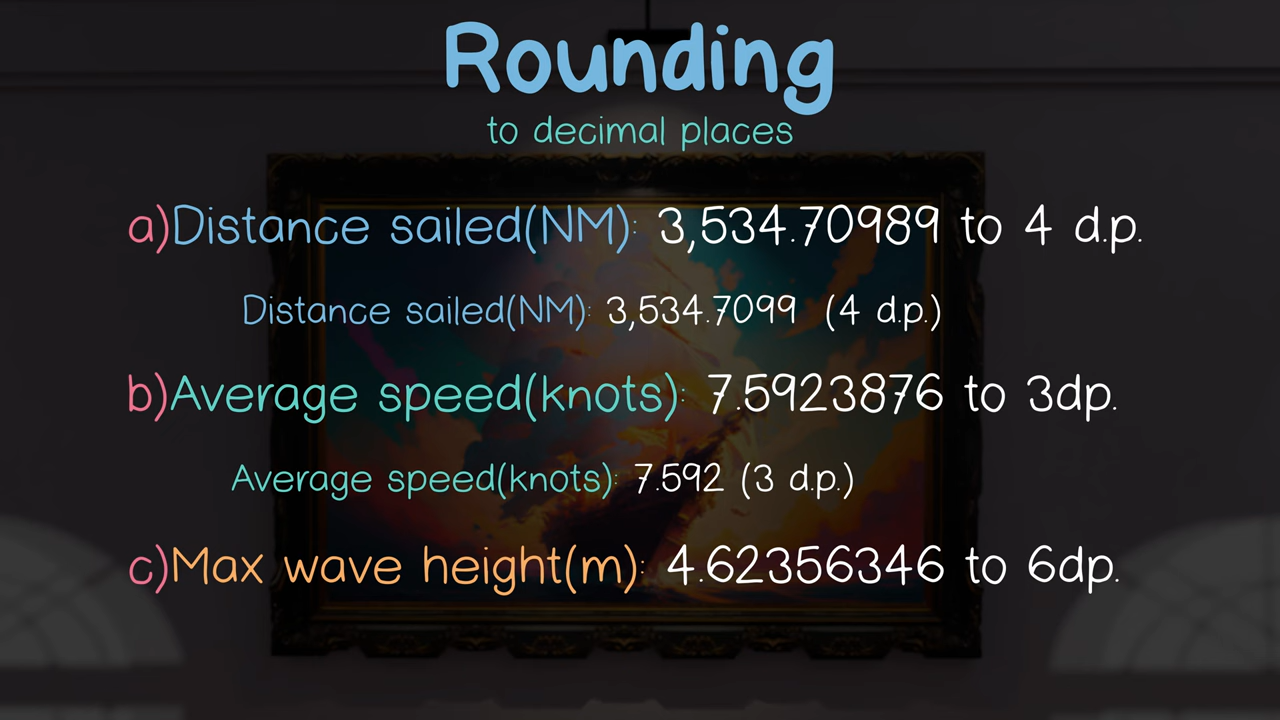 Rounding
to decimal places
a)Distance sailed(NM): 3,534.70989 to 4 d.p.
Distance sailed(NM): 3,534.7099 (4 d.p.)
b)Average speed(knots): 7.5923876 to 3dp.
Average speed(knots): 7.592 (3 d.p.)
c)Max wave height(m): 4.62356346 to 6dp.